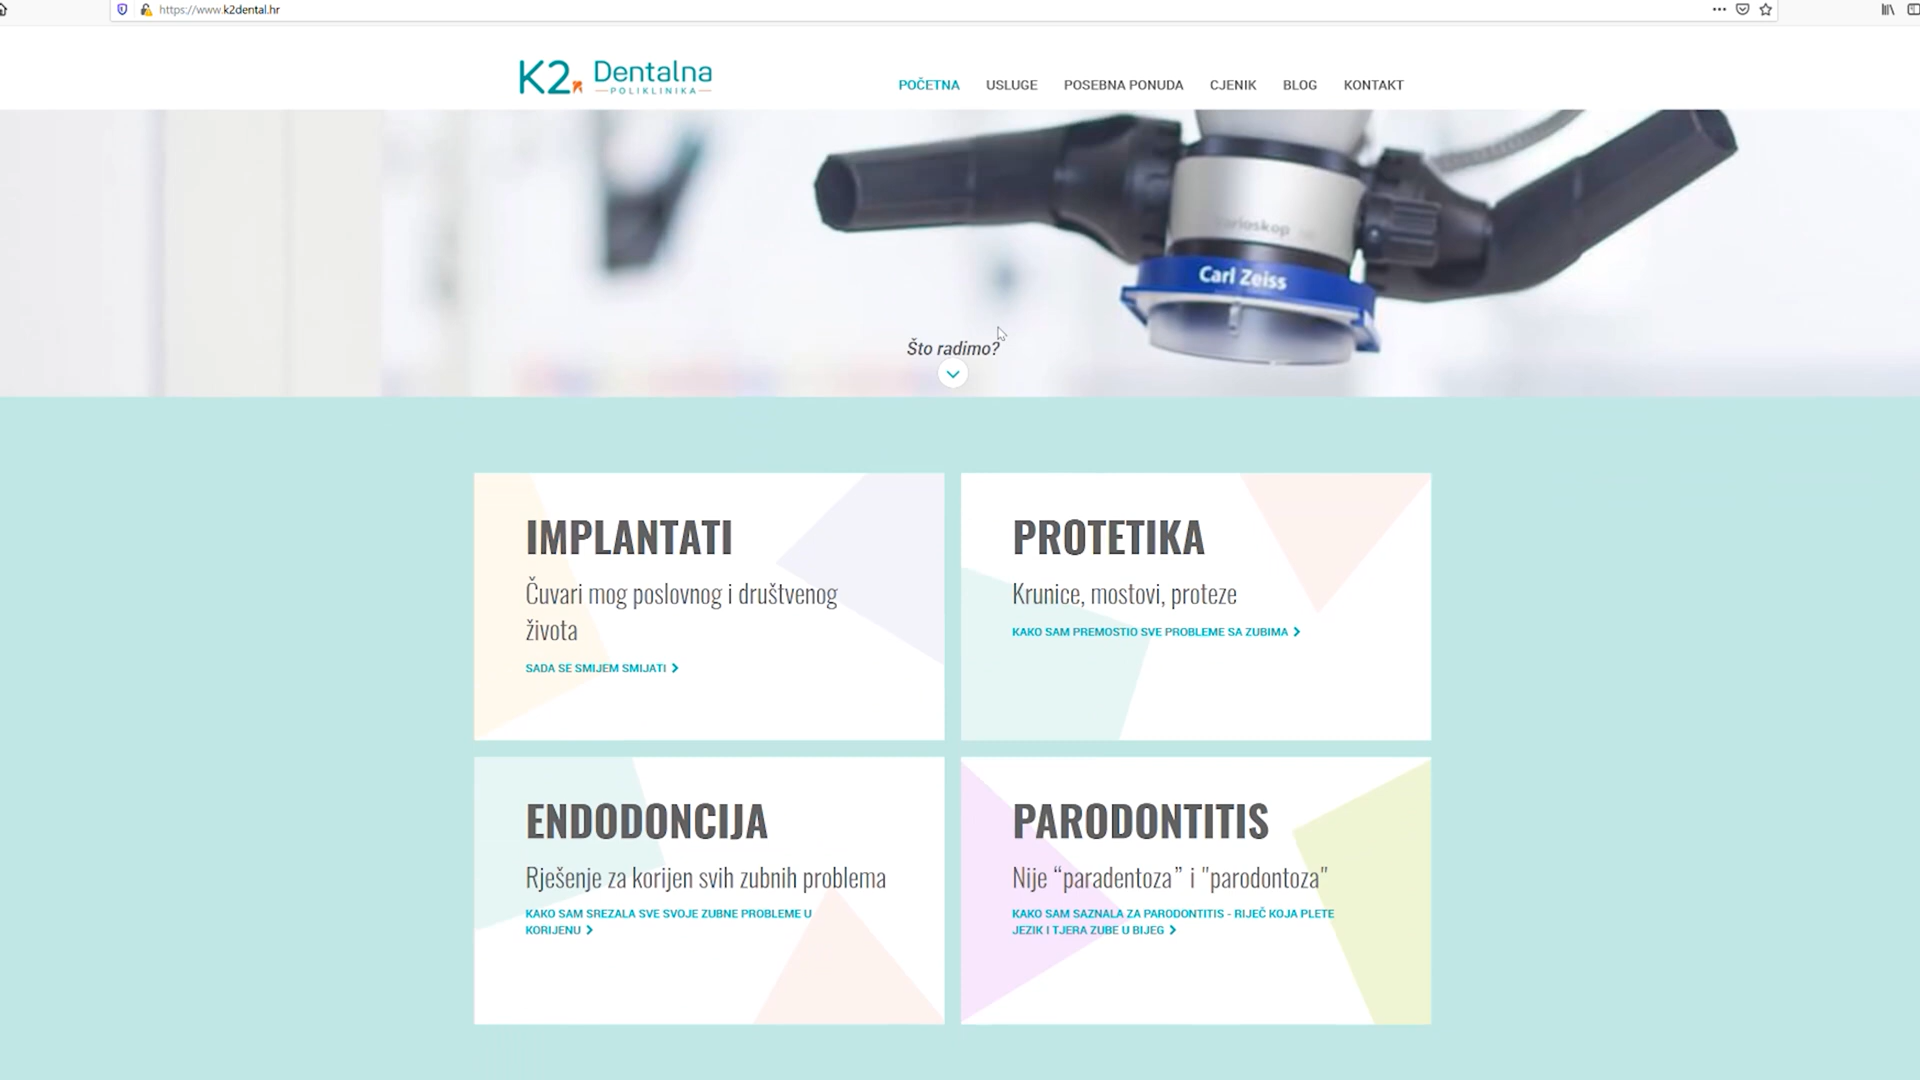 https://www.k2dental.hr
K2 Dentalna
POLIKLINIKA
POČETNA USLUGE POSEBNA PONUDA CJENIK BLOG KONTAKT
Carl Zeiss
Što radimo?
IMPLANTATI
Čuvari mog poslovnog i društvenog
života
SADA SE SMIJEM SMIJATI
PROTETIKA
Krunice, mostovi, proteze
KAKO SAM PREMOSTIO SVE PROBLEME SA ZUBIMA
ENDODONCIJA
Rješenje za korijen svih zubnih problema
KAKO SAM SREZALA SVE SVOJE ZUBNE PROBLEME U
KORIJENU
PARODONTITIS
Nije “paradentoza” i "parodontoza"
KAKO SAM SAZNALA ZA PARODONTITIS - RIJEČ KOJA PLETE
JEZIK I TJERA ZUBE U BIJEG